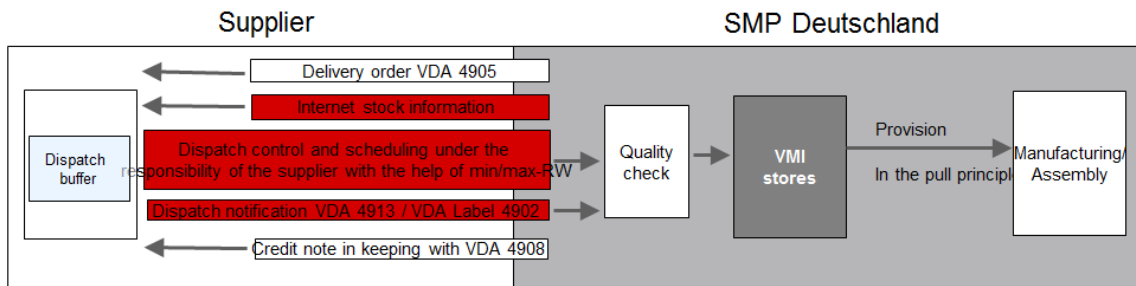 Supplier
SMP Deutschland
Delivery order VDA 4905
Internet stock information
Dispatch control and scheduling under the
responsibility of the supplier with the help of min/max-RW
Dispatch notification VDA 4913 / VDA Label 4902
Credit note in keeping with VDA 4908
Dispatch
buffer
Quality
check
VMI
stores
Provision
In the pull principle
Manufacturing/
Assembly